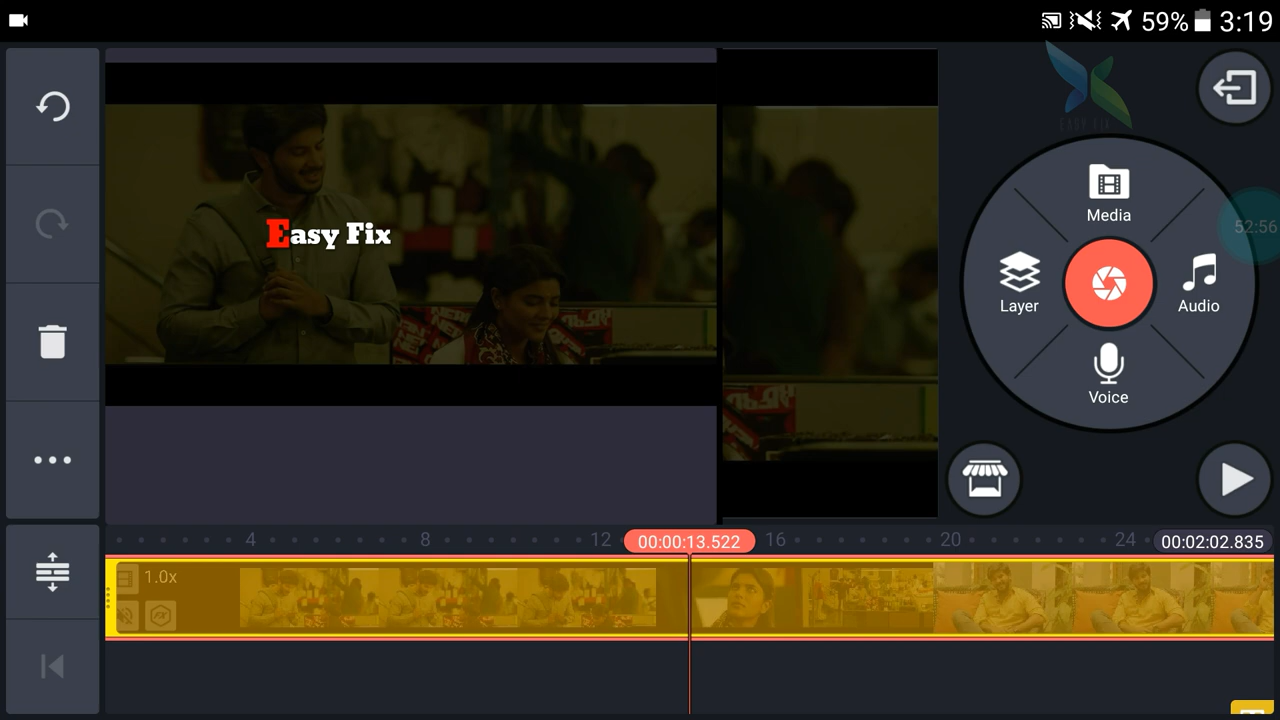 59% 3:19
EASY FIX
Media
52:56
Easy Fix
Layer
Audio
Voice
4 8 12 00:00:13.522 16 20 24 00:02:02.835
1.0x